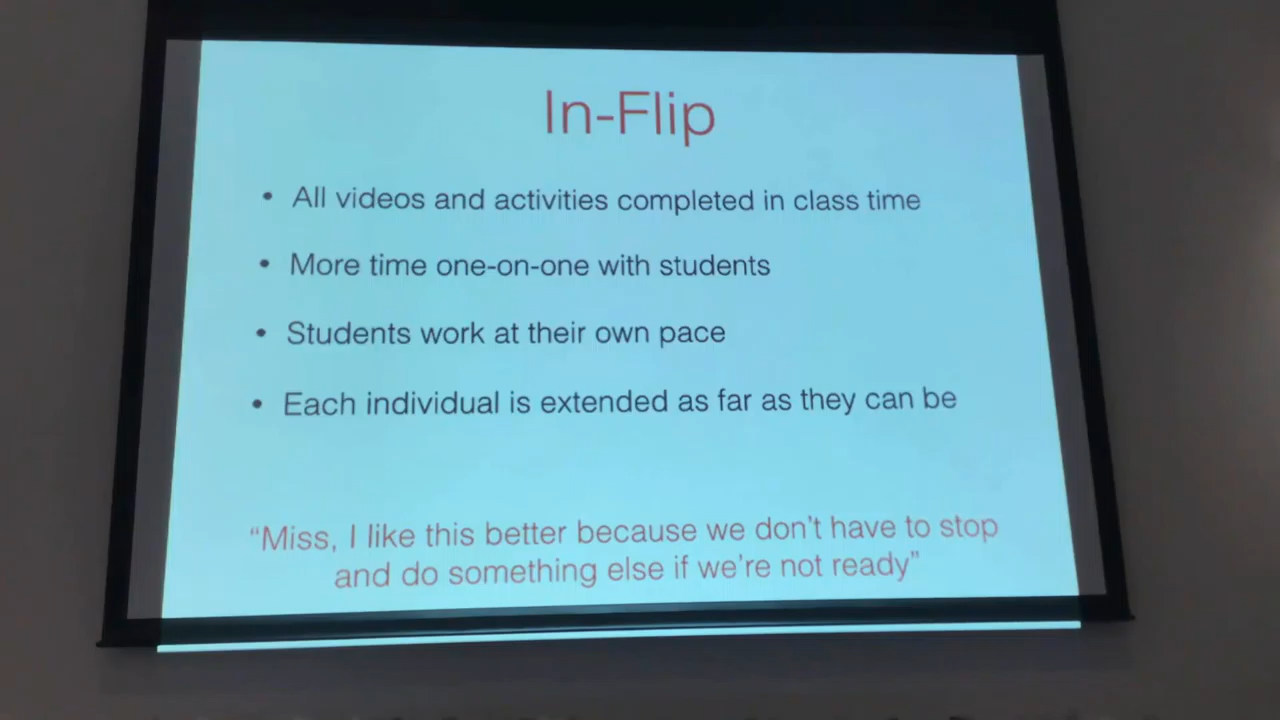 In-Flip
• All videos and activities completed in class time
• More time one-on-one with students
• Students work at their own pace
• Each individual is extended as far as they can be
“Miss, I like this better because we don’t have to stop
and do something else if we’re not ready”